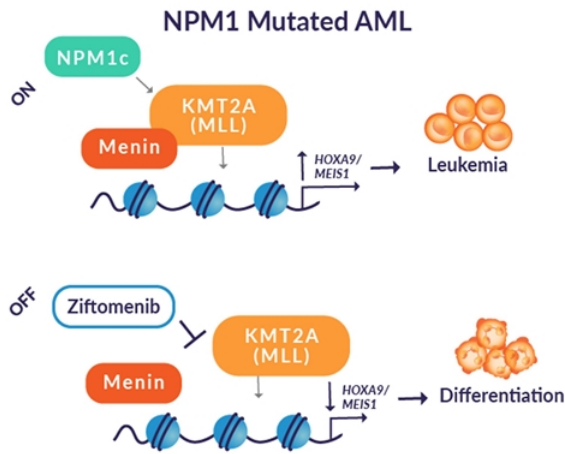 NPM1 Mutated AML
ON
NPM1c
KMT2A
(MLL)
Menin
HOXA9/
MEIS1
Leukemia
OFF
Ziftomenib
KMT2A
(MLL)
Menin
HOXA9/
MEIS1
Differentiation